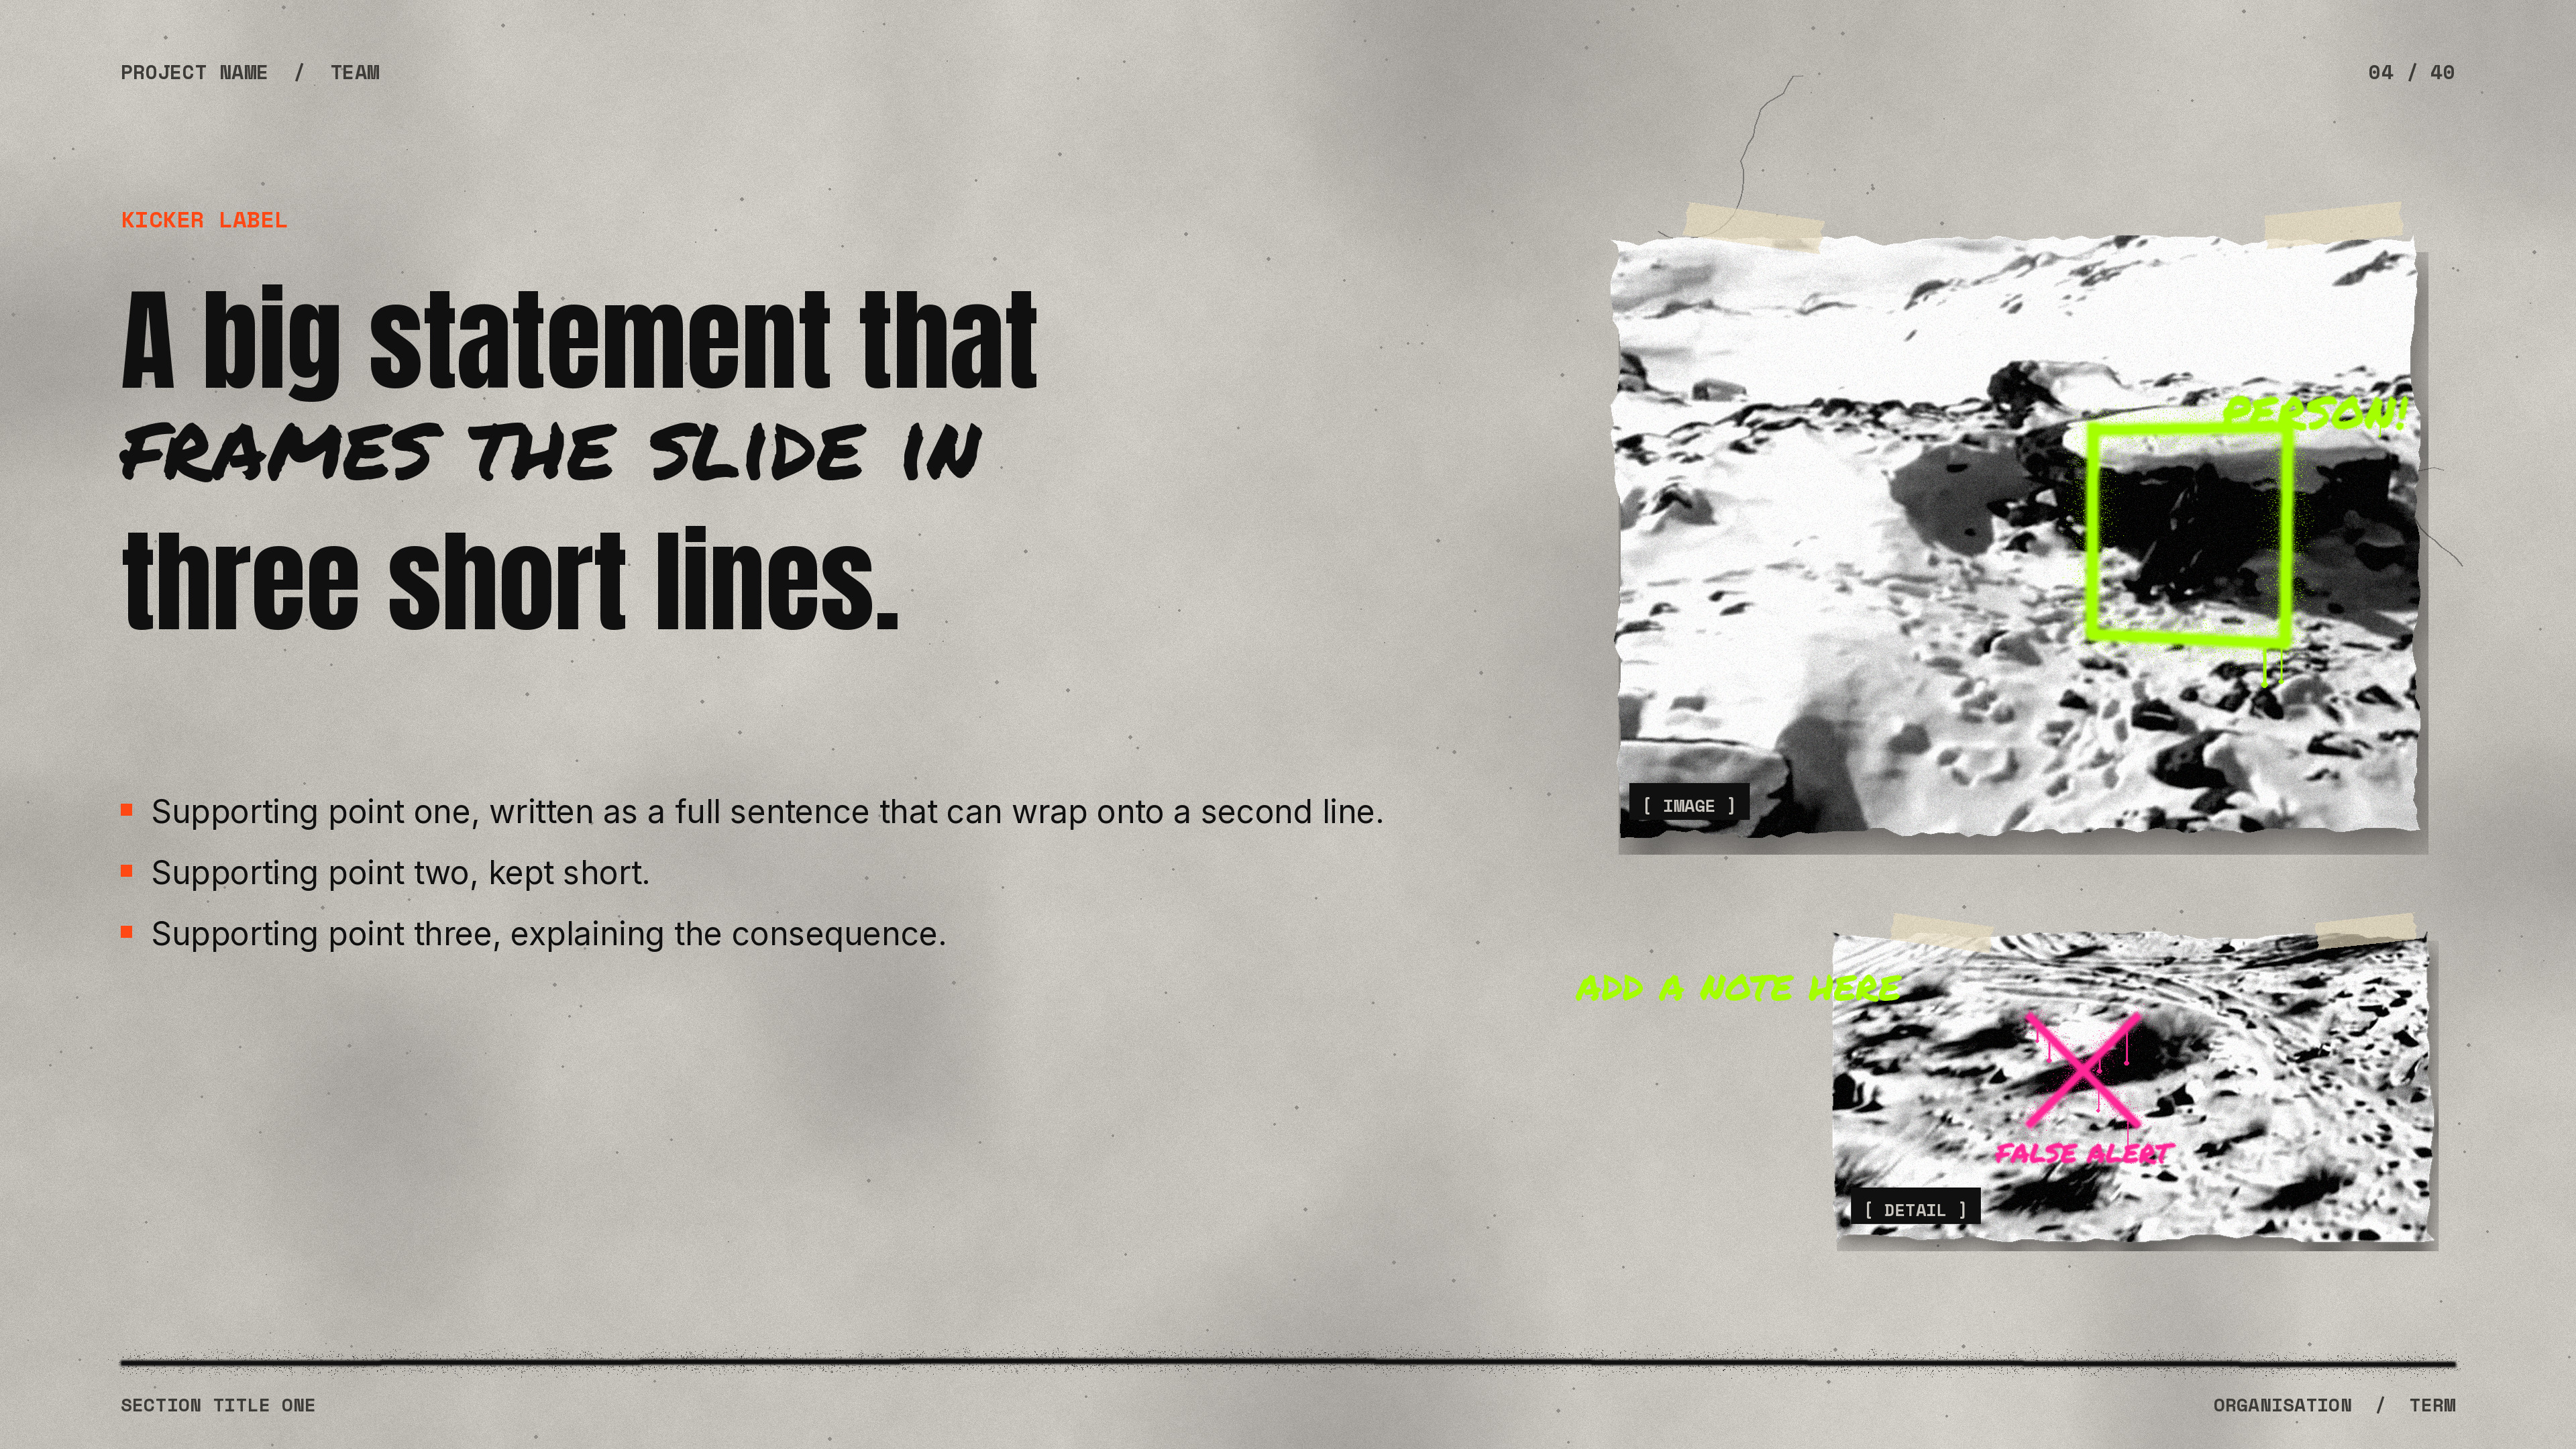 PROJECT NAME / TEAM
04 / 40
KICKER LABEL
A big statement that
FRAMES THE SLIDE IN
three short lines.
Supporting point one, written as a full sentence that can wrap onto a second line.
Supporting point two, kept short.
Supporting point three, explaining the consequence.
PERSON!
[ IMAGE ]
ADD A NOTE HERE
FALSE ALERT
[ DETAIL ]
SECTION TITLE ONE
ORGANISATION / TERM